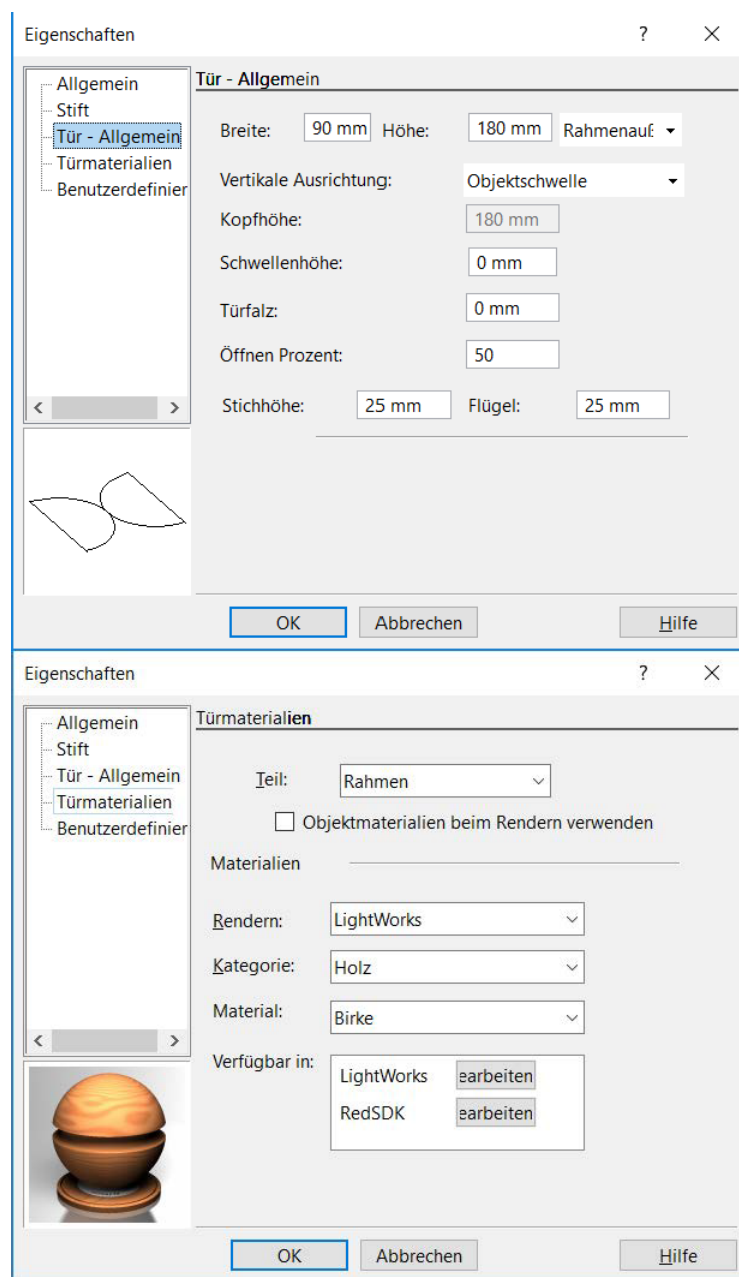 Eigenschaften ?
Allgemein
Stift
Tür - Allgemein
Türmaterialien
Benutzerdefinier
Tür - Allgemein
Breite: 90 mm Höhe: 180 mm Rahmenauß
Vertikale Ausrichtung: Objektschwelle
Kopfhöhe: 180 mm
Schwellenhöhe: 0 mm
Türfalz: 0 mm
Öffnen Prozent: 50
Stichhöhe: 25 mm Flügel: 25 mm
OK Abbrechen Hilfe
Eigenschaften ?
Allgemein
Stift
Tür - Allgemein
Türmaterialien
Benutzerdefinier
Türmaterialien
Teil: Rahmen
Objektmaterialien beim Rendern verwenden
Materialien
Rendern: LightWorks
Kategorie: Holz
Material: Birke
Verfügbar in:
LightWorks earbeiten
RedSDK earbeiten
OK Abbrechen Hilfe